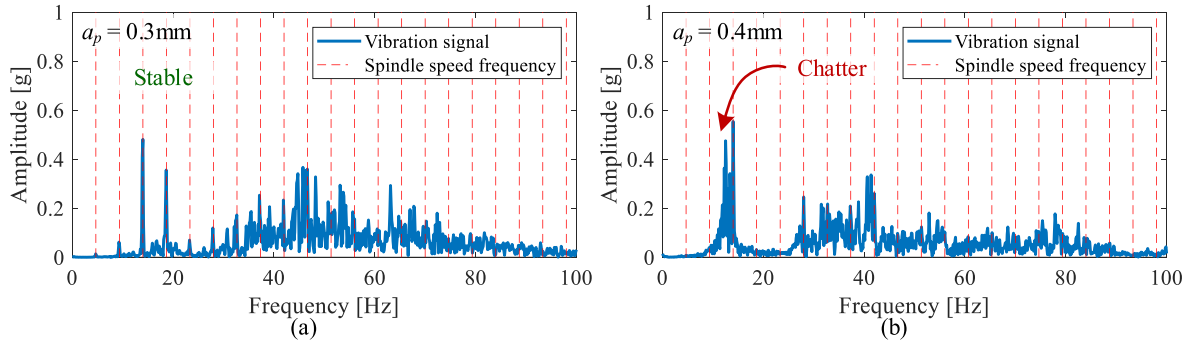 a_p = 0.3mm
Stable
Vibration signal
Spindle speed frequency
Amplitude [g]
1
0.8
0.6
0.4
0.2
0
0 20 40 60 80 100
Frequency [Hz]
(a)
a_p = 0.4mm
Chatter
Vibration signal
Spindle speed frequency
Amplitude [g]
1
0.8
0.6
0.4
0.2
0
0 20 40 60 80 100
Frequency [Hz]
(b)